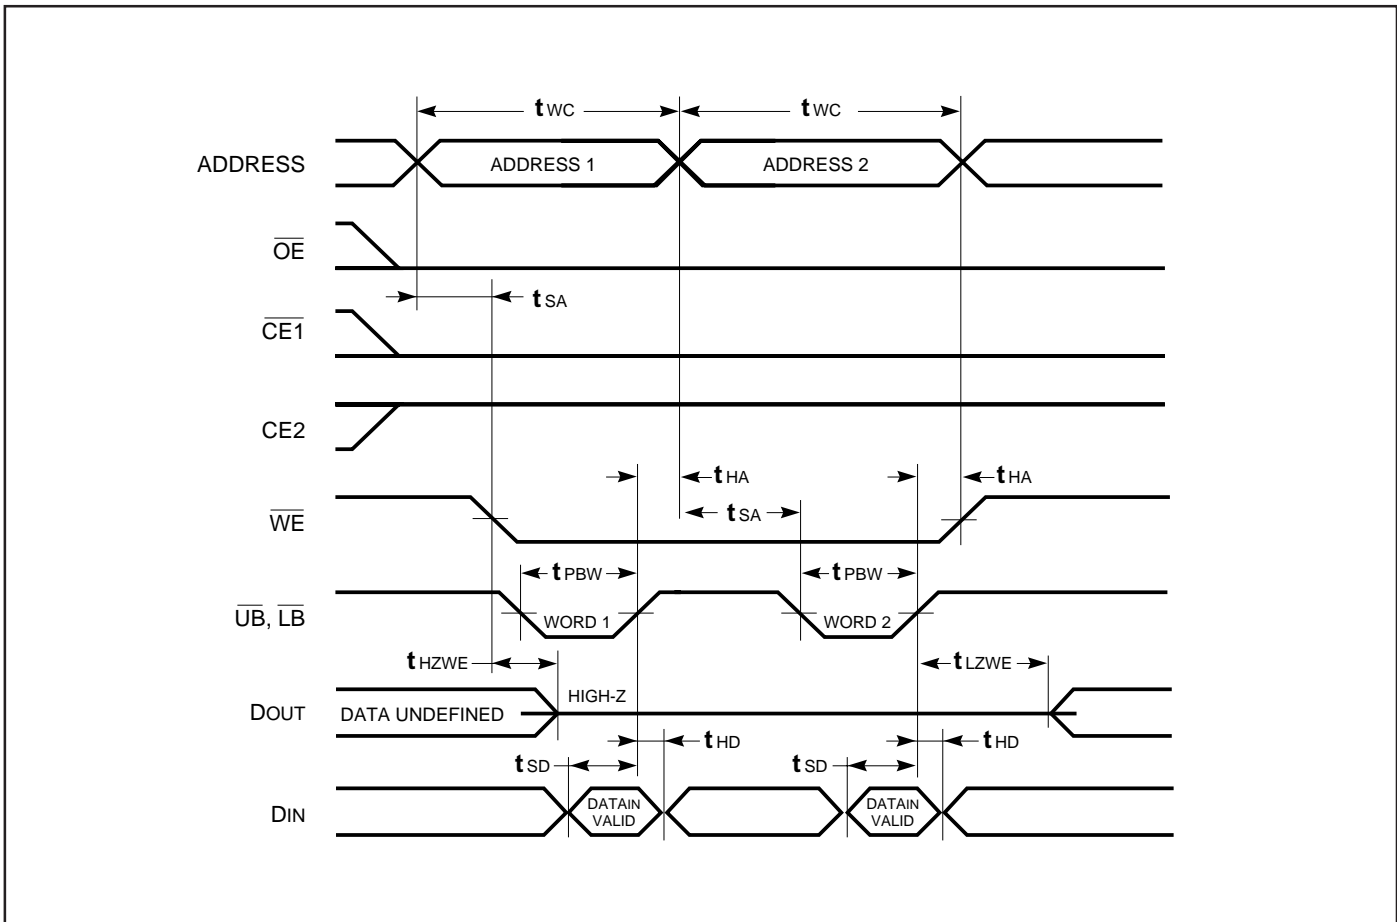 tWC tWC
ADDRESS ADDRESS 1 ADDRESS 2
OE
tSA
CE1
CE2
tHA tHA
WE tSA
tPBW tPBW
UB, LB WORD 1 WORD 2
tHZWE tLZWE
DOUT DATA UNDEFINED HIGH-Z
tHD tHD
tSD tSD
DIN DATAIN VALID DATAIN VALID